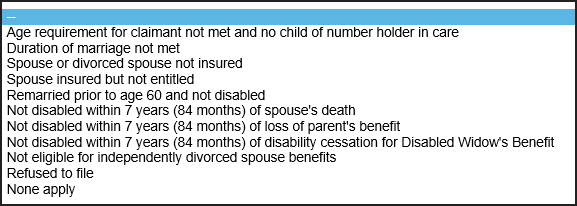 --
Age requirement for claimant not met and no child of number holder in care
Duration of marriage not met
Spouse or divorced spouse not insured
Spouse insured but not entitled
Remarried prior to age 60 and not disabled
Not disabled within 7 years (84 months) of spouse's death
Not disabled within 7 years (84 months) of loss of parent's benefit
Not disabled within 7 years (84 months) of disability cessation for Disabled Widow's Benefit
Not eligible for independently divorced spouse benefits
Refused to file
None apply